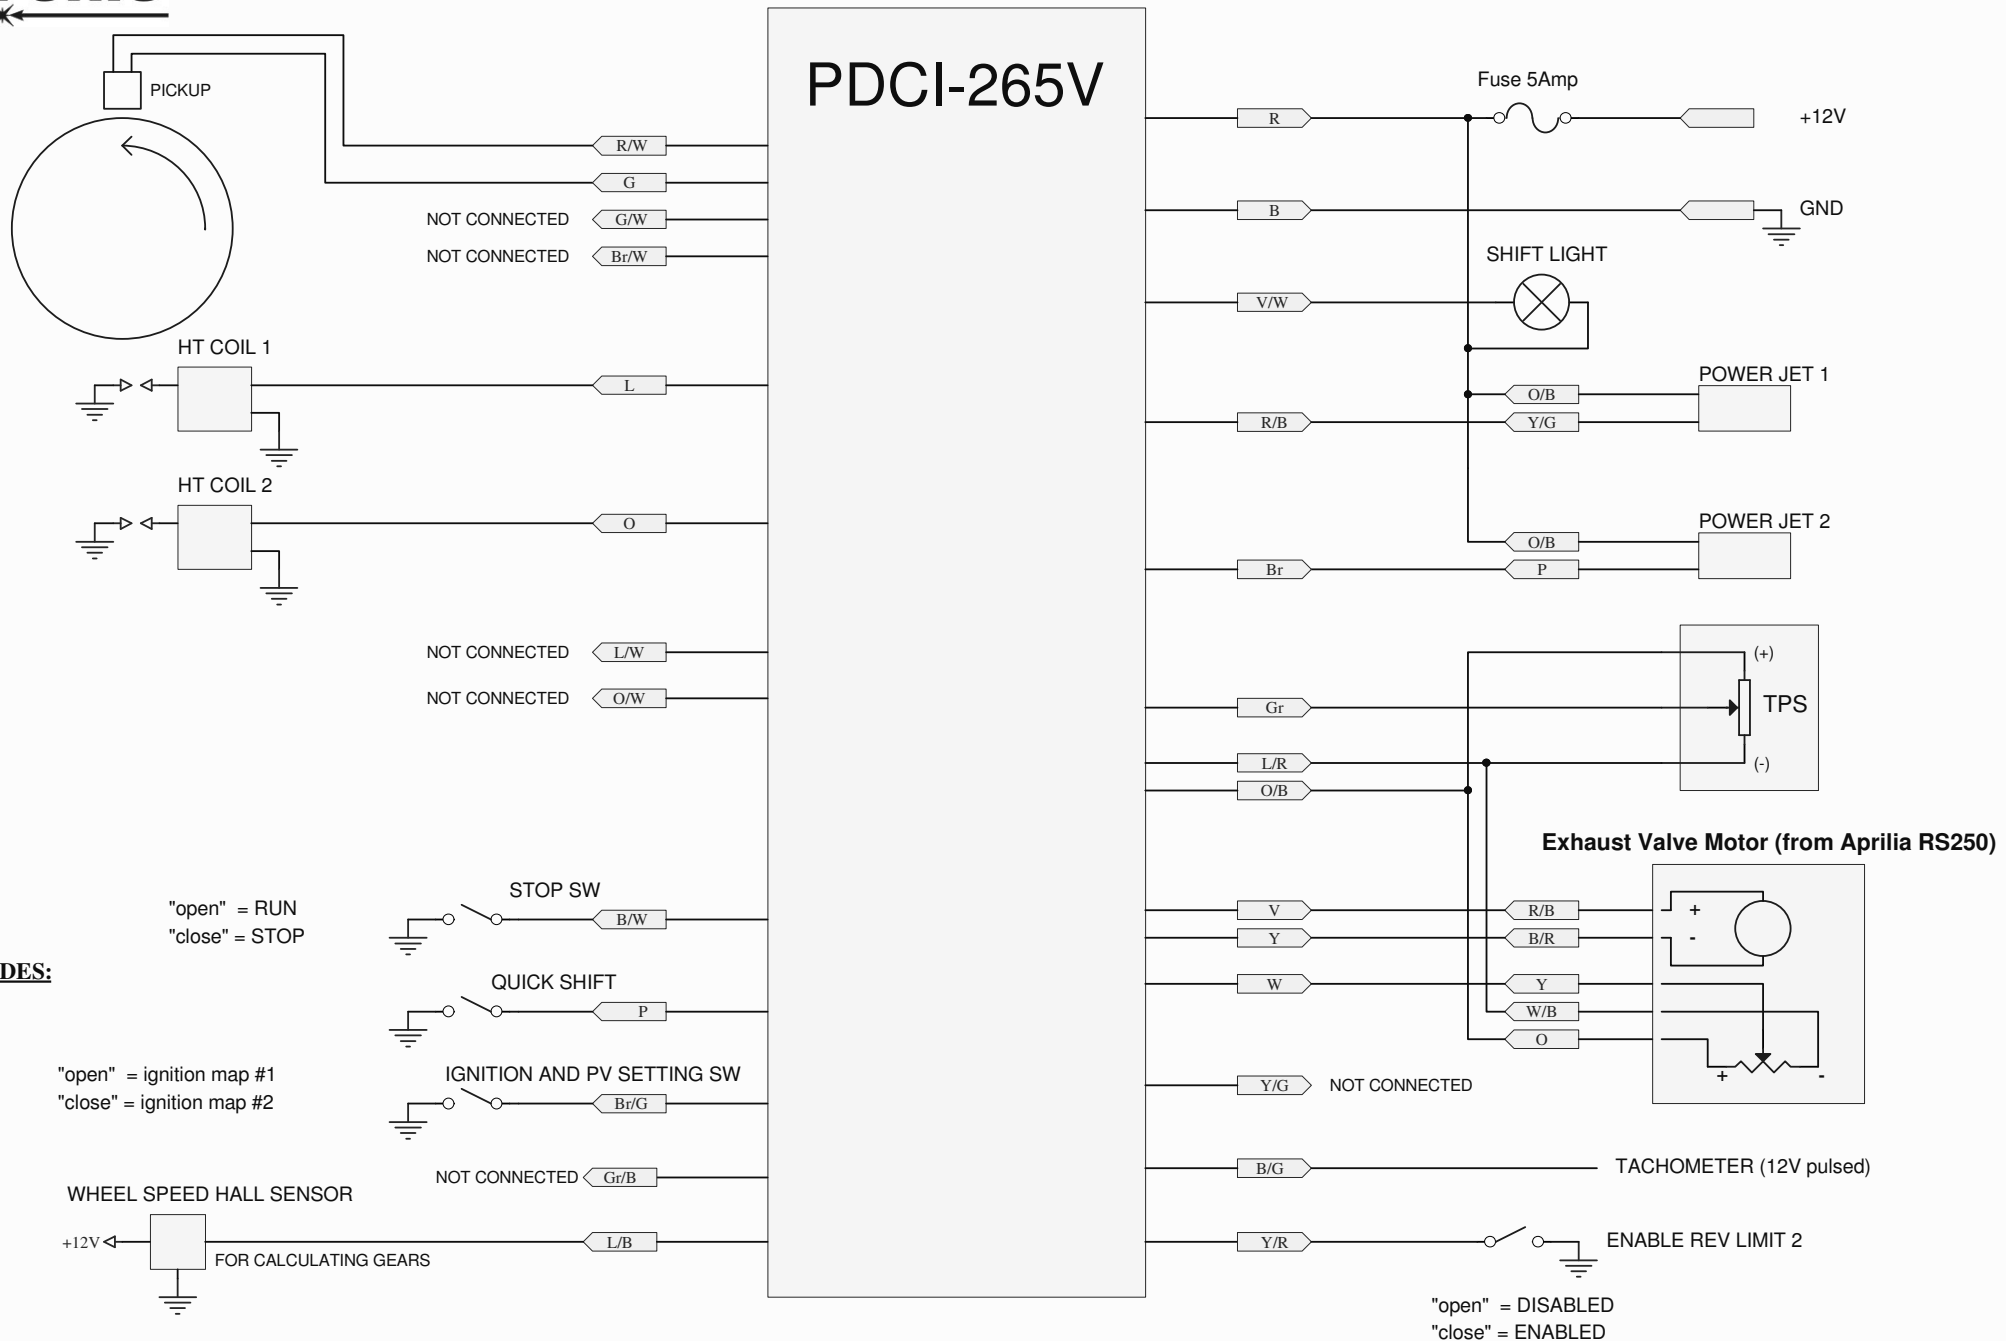 PDCI-265V
PICKUP
R/W
G
NOT CONNECTED G/W
NOT CONNECTED Br/W
HT COIL 1
L
HT COIL 2
O
NOT CONNECTED L/W
NOT CONNECTED O/W
STOP SW
"open" = RUN
"close" = STOP
B/W
DES:
QUICK SHIFT
P
"open" = ignition map #1
"close" = ignition map #2
IGNITION AND PV SETTING SW
Br/G
NOT CONNECTED Gr/B
WHEEL SPEED HALL SENSOR
+12V
L/B
FOR CALCULATING GEARS
Fuse 5Amp
R
+12V
B
GND
SHIFT LIGHT
V/W
POWER JET 1
O/B
R/B
Y/G
POWER JET 2
O/B
Br
P
(+)
Gr
TPS
L/R
(-)
O/B
Exhaust Valve Motor (from Aprilia RS250)
V
R/B
+
Y
B/R
-
W
Y
W/B
O
+
-
Y/G NOT CONNECTED
B/G
TACHOMETER (12V pulsed)
Y/R
ENABLE REV LIMIT 2
"open" = DISABLED
"close" = ENABLED